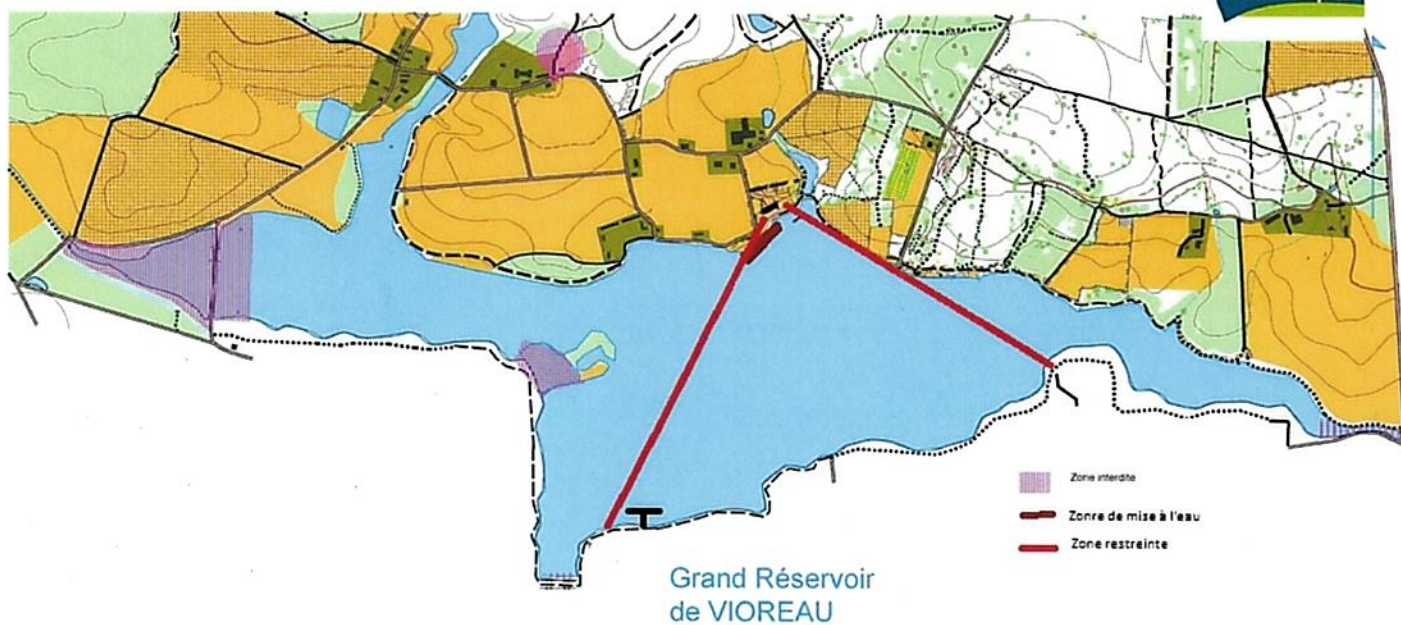 Zone interdite
Zonre de mise à l'eau
Zone restreinte
Grand Réservoir
de VIOREAU